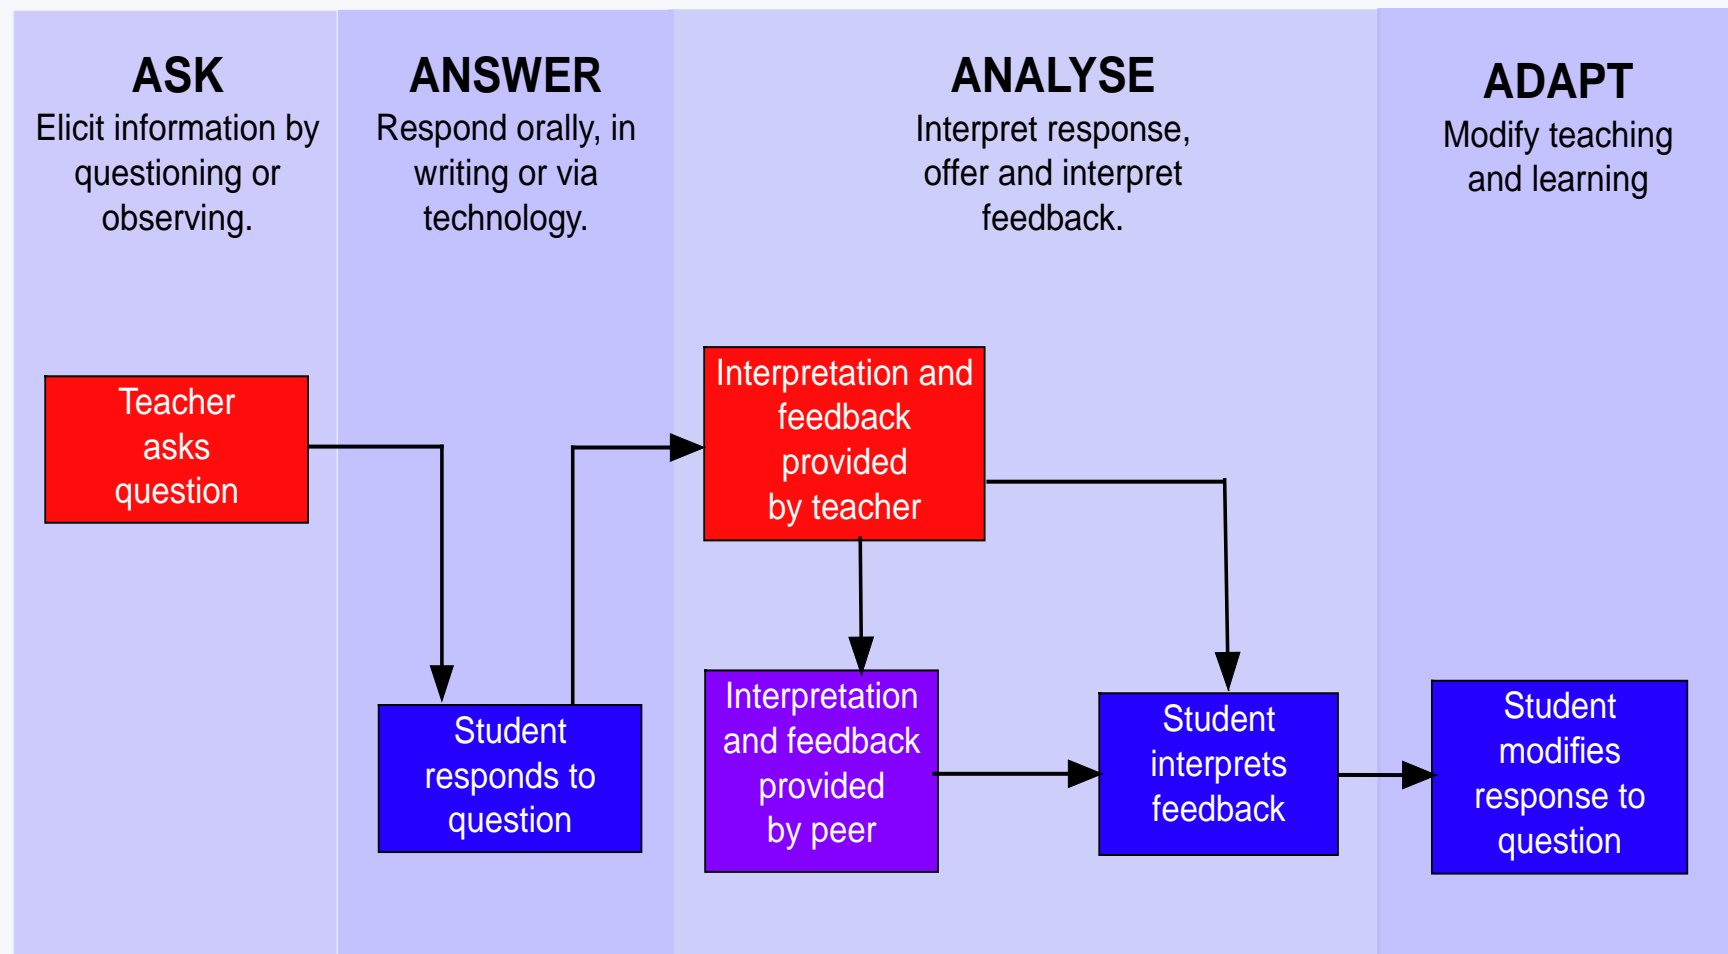 ASK
Elicit information by
questioning or
observing.
ANSWER
Respond orally, in
writing or via
technology.
ANALYSE
Interpret response,
offer and interpret
feedback.
ADAPT
Modify teaching
and learning
Teacher
asks
question
Student
responds to
question
Interpretation and
feedback
provided
by teacher
Interpretation
and feedback
provided
by peer
Student
interprets
feedback
Student
modifies
response to
question